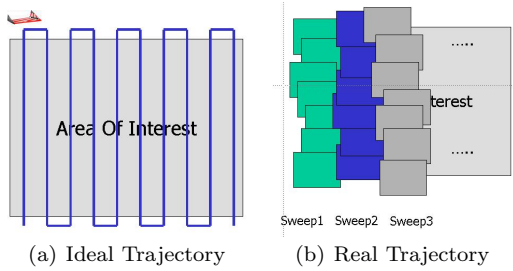 Area Of Interest
.....
terest
.....
Sweep1 Sweep2 Sweep3
(a) Ideal Trajectory (b) Real Trajectory